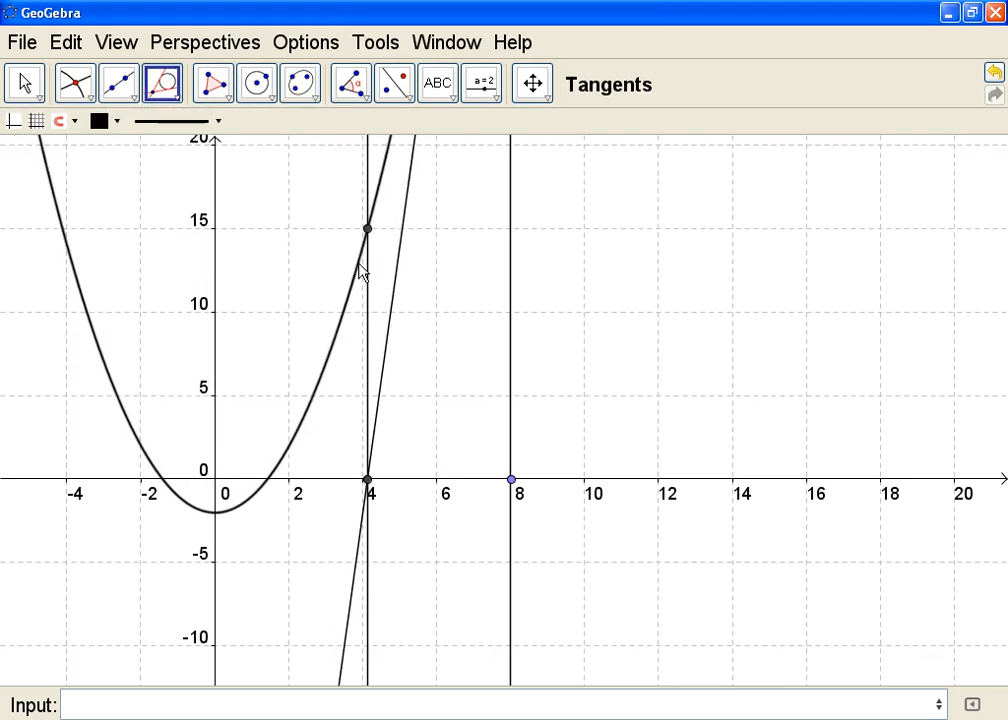 GeoGebra
File Edit View Perspectives Options Tools Window Help
ABC a=2 Tangents
20
15
10
5
0
-4 -2 0 2 4 6 8 10 12 14 16 18 20
-5
-10
Input: